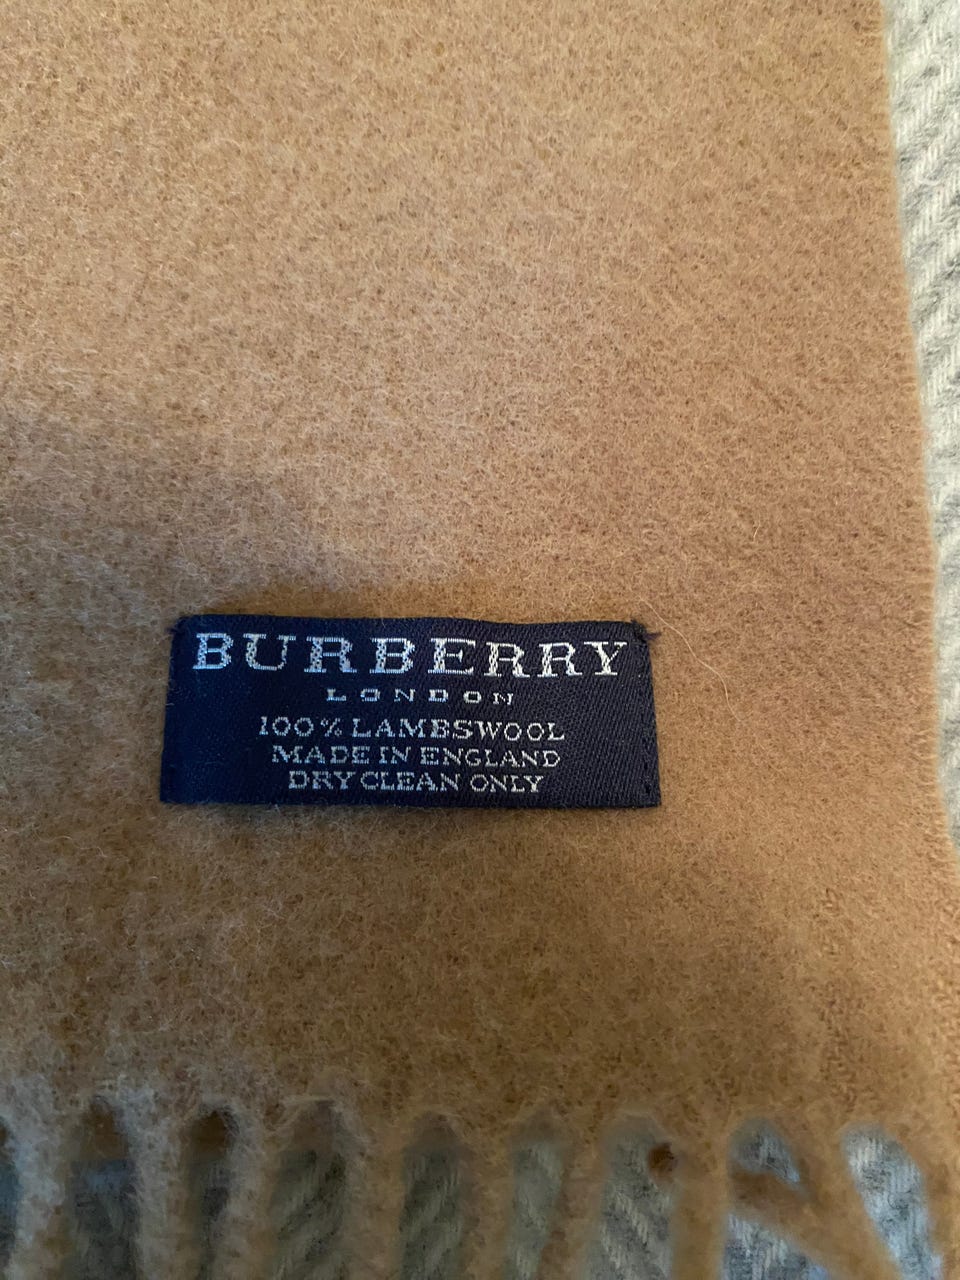 BURBERRY
LONDON
100% LAMBSWOOL
MADE IN ENGLAND
DRY CLEAN ONLY